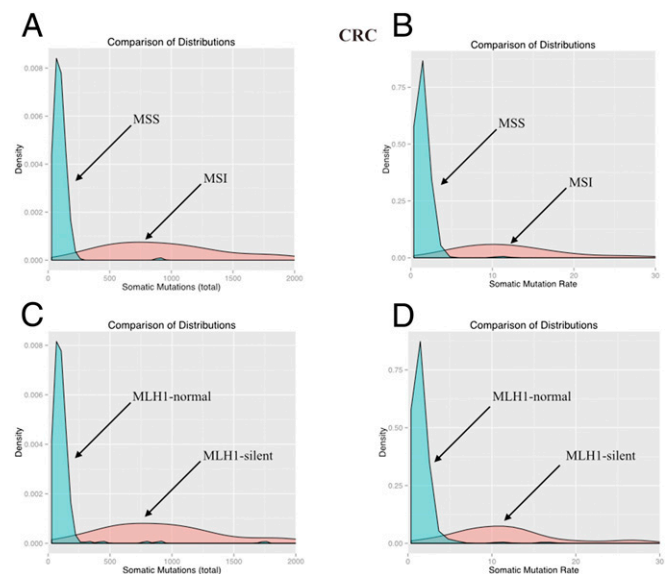 A
Comparison of Distributions
0.008
0.006
0.004
0.002
0.000
Density
MSS
MSI
0
500
1000
1500
2000
Somatic Mutations (total)
CRC
B
Comparison of Distributions
0.75
0.50
0.25
0.00
Density
MSS
MSI
0
10
20
30
Somatic Mutation Rate
C
Comparison of Distributions
0.008
0.006
0.004
0.002
0.000
Density
MLH1-normal
MLH1-silent
0
500
1000
1500
2000
Somatic Mutations (total)
D
Comparison of Distributions
0.75
0.50
0.25
0.00
Density
MLH1-normal
MLH1-silent
0
10
20
30
Somatic Mutation Rate